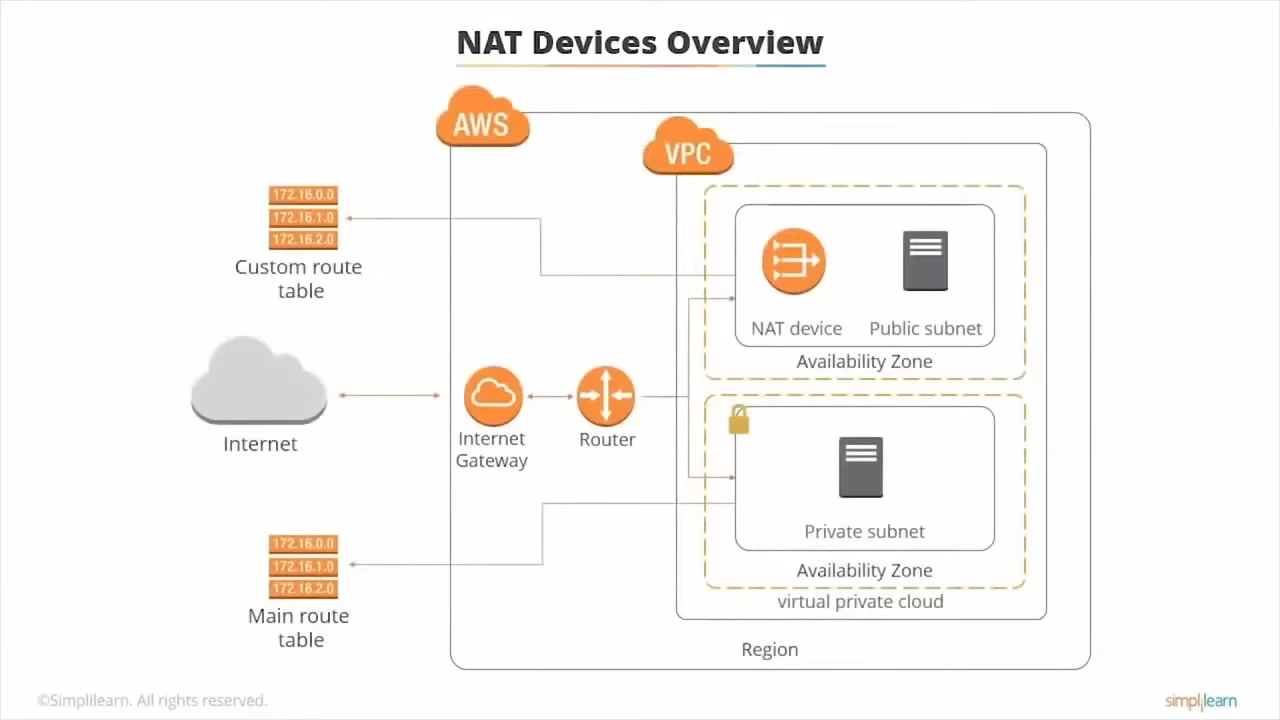 NAT Devices Overview
AWS
VPC
172.16.0.0
172.16.1.0
172.16.2.0
Custom route
table
NAT device
Public subnet
Availability Zone
Internet
Internet
Gateway
Router
Private subnet
Availability Zone
virtual private cloud
172.16.0.0
172.16.1.0
172.16.2.0
Main route
table
Region
©Simplilearn. All rights reserved.
simplilearn